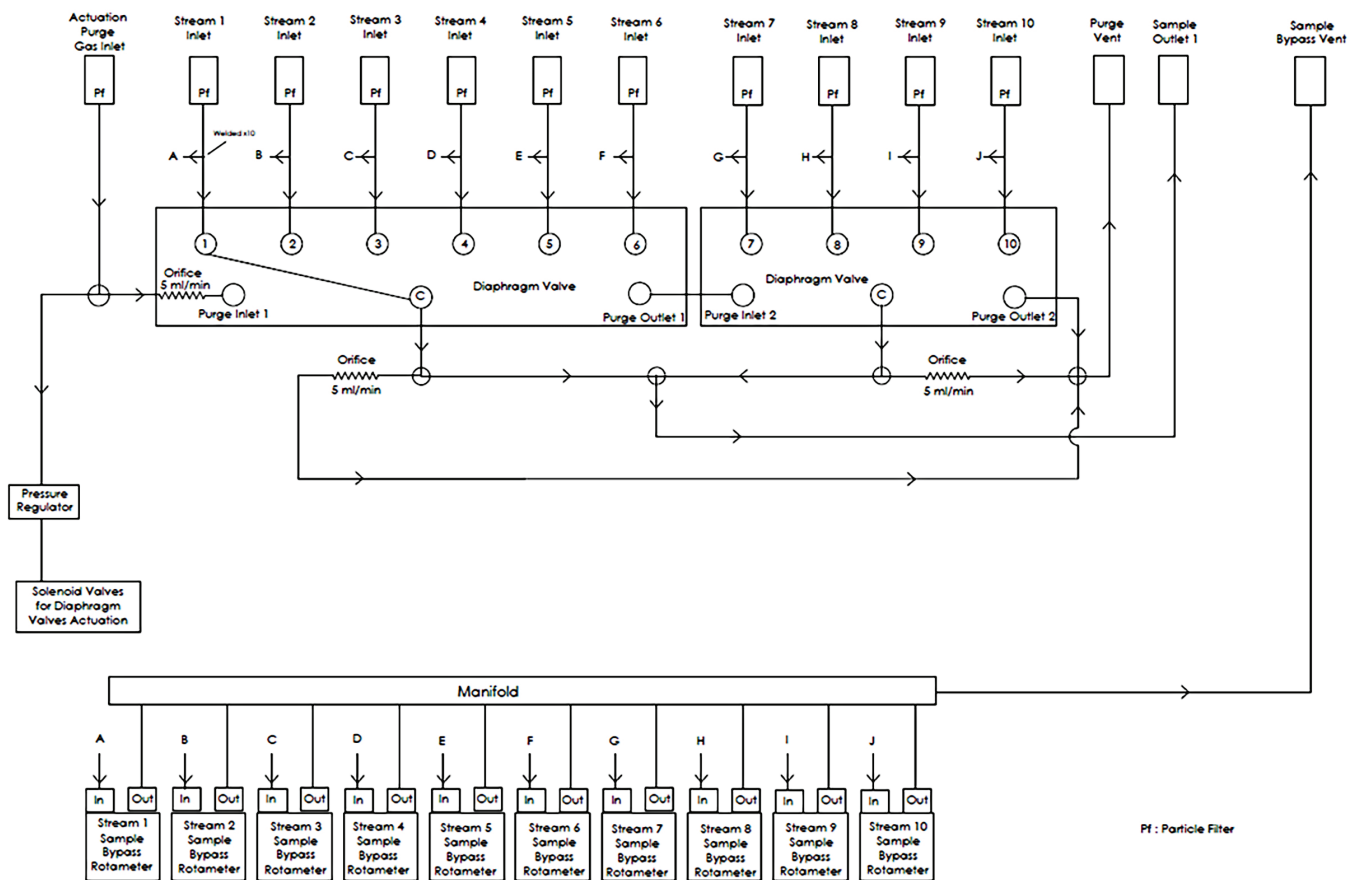 Actuation
Purge
Gas Inlet
Stream 1
Inlet
Stream 2
Inlet
Stream 3
Inlet
Stream 4
Inlet
Stream 5
Inlet
Stream 6
Inlet
Stream 7
Inlet
Stream 8
Inlet
Stream 9
Inlet
Stream 10
Inlet
Purge
Vent
Sample
Outlet 1
Sample
Bypass Vent
Pf
Pf
Pf
Pf
Pf
Pf
Pf
Pf
Pf
Pf
Pf
Welded x10
A
B
C
D
E
F
G
H
I
J
1
2
3
4
5
6
7
8
9
10
Orifice
5 ml/min
Purge Inlet 1
C
Diaphragm Valve
Purge Outlet 1
Diaphragm Valve
Purge Inlet 2
C
Purge Outlet 2
Orifice
5 ml/min
Orifice
5 ml/min
Pressure
Regulator
Solenoid Valves
for Diaphragm
Valves Actuation
Manifold
A
B
C
D
E
F
G
H
I
J
In
Out
In
Out
In
Out
In
Out
In
Out
In
Out
In
Out
In
Out
In
Out
In
Out
Stream 1
Sample
Bypass
Rotameter
Stream 2
Sample
Bypass
Rotameter
Stream 3
Sample
Bypass
Rotameter
Stream 4
Sample
Bypass
Rotameter
Stream 5
Sample
Bypass
Rotameter
Stream 6
Sample
Bypass
Rotameter
Stream 7
Sample
Bypass
Rotameter
Stream 8
Sample
Bypass
Rotameter
Stream 9
Sample
Bypass
Rotameter
Stream 10
Sample
Bypass
Rotameter
Pf : Particle Filter